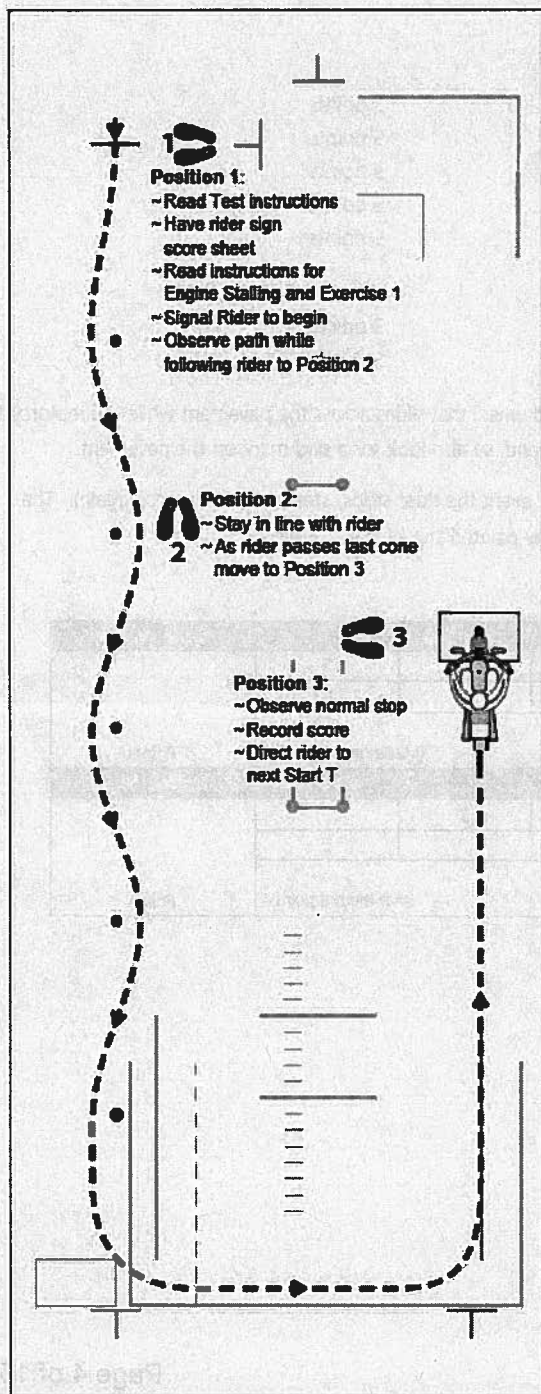 1
Position 1:
~Read Test instructions
~Have rider sign
score sheet
~Read instructions for
Engine Stalling and Exercise 1
~Signal Rider to begin
~Observe path while
following rider to Position 2
2
Position 2:
~Stay in line with rider
~As rider passes last cone
move to Position 3
3
Position 3:
~Observe normal stop
~Record score
~Direct rider to
next Start T